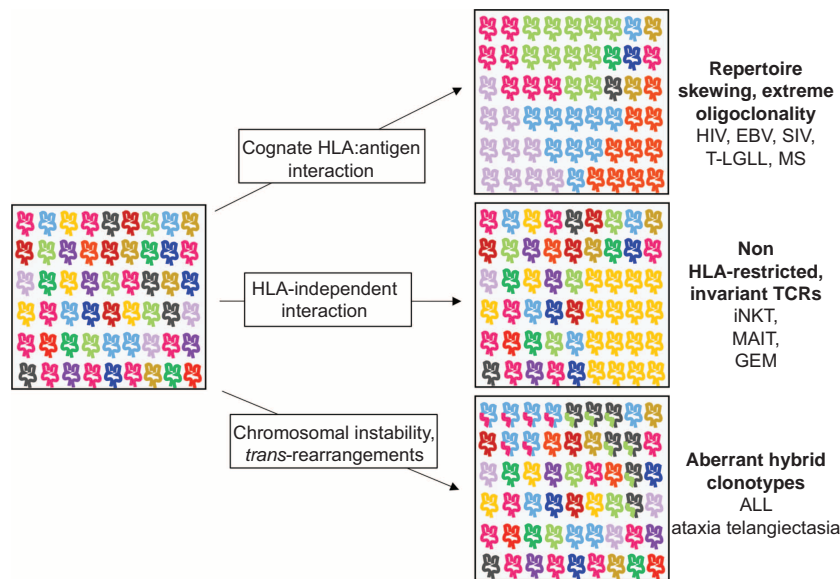 Cognate HLA:antigen
interaction
HLA-independent
interaction
Chromosomal instability,
trans-rearrangements
Repertoire
skewing, extreme
oligoclonality
HIV, EBV, SIV,
T-LGLL, MS
Non
HLA-restricted,
invariant TCRs
iNKT,
MAIT,
GEM
Aberrant hybrid
clonotypes
ALL
ataxia telangiectasia